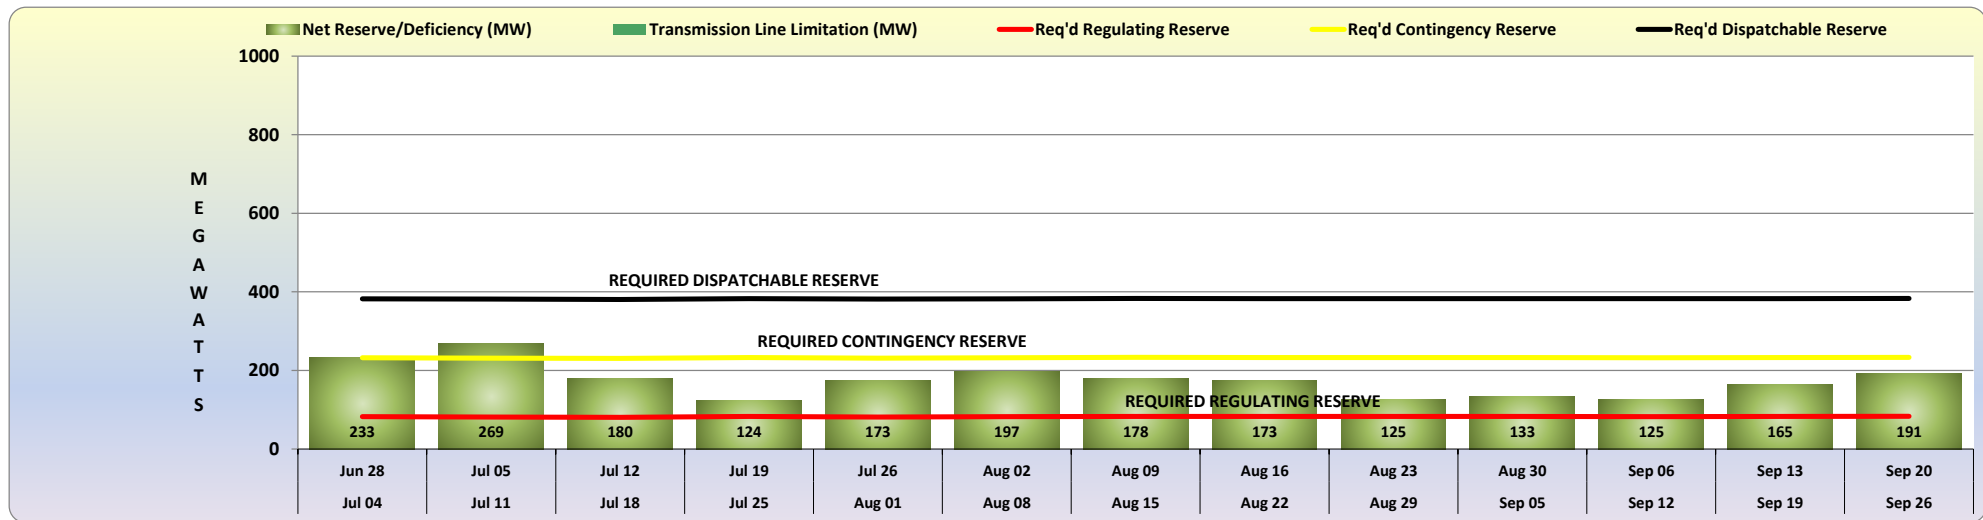 Net Reserve/Deficiency (MW) Transmission Line Limitation (MW) Req'd Regulating Reserve Req'd Contingency Reserve Req'd Dispatchable Reserve
MEGAWATTS
1000
800
600
400
200
0
REQUIRED DISPATCHABLE RESERVE
REQUIRED CONTINGENCY RESERVE
REQUIRED REGULATING RESERVE
233 269 180 124 173 197 178 173 125 133 125 165 191
Jun 28 Jul 05 Jul 12 Jul 19 Jul 26 Aug 02 Aug 09 Aug 16 Aug 23 Aug 30 Sep 06 Sep 13 Sep 20
Jul 04 Jul 11 Jul 18 Jul 25 Aug 01 Aug 08 Aug 15 Aug 22 Aug 29 Sep 05 Sep 12 Sep 19 Sep 26